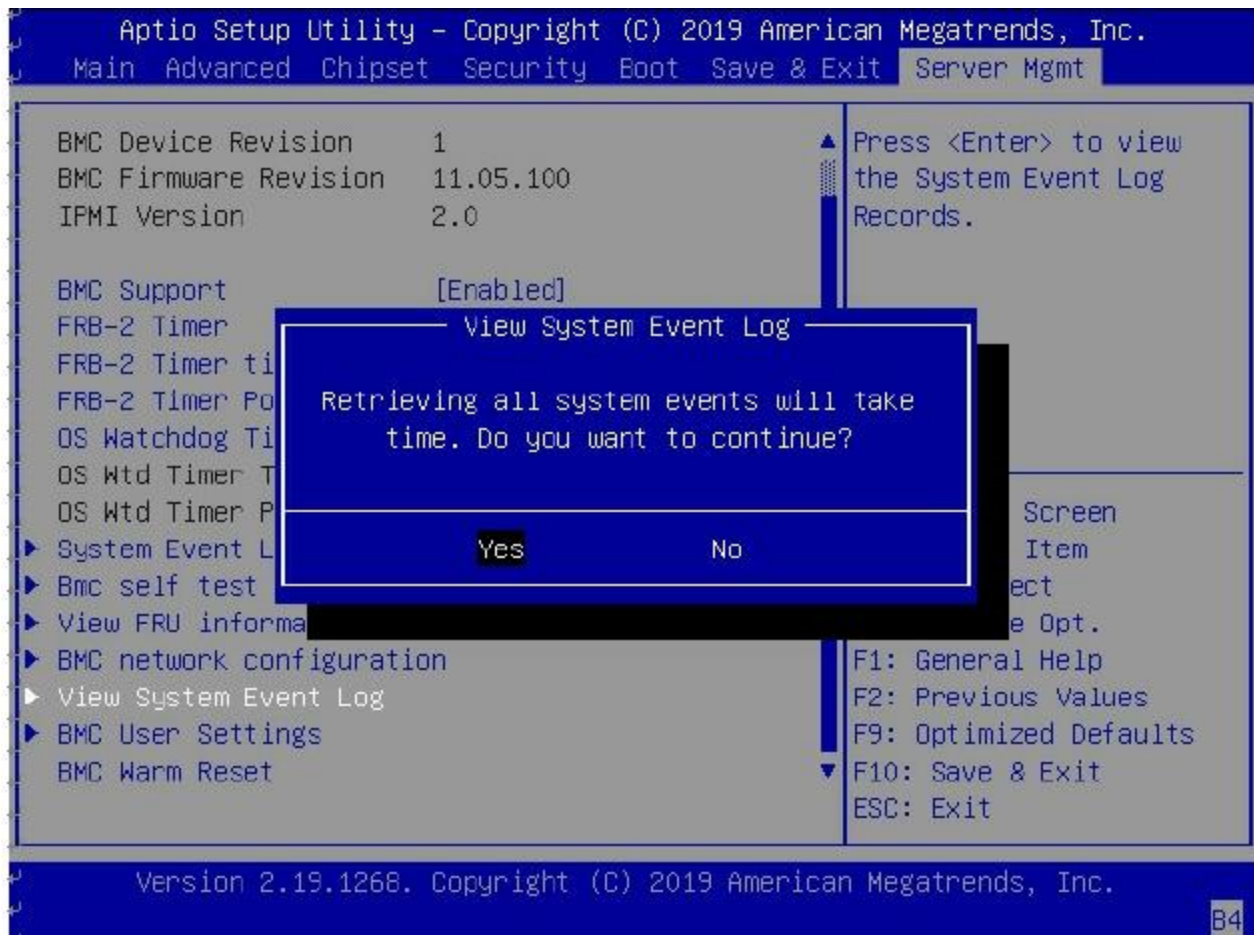 Aptio Setup Utility – Copyright (C) 2019 American Megatrends, Inc.
Main Advanced Chipset Security Boot Save & Exit Server Mgmt
BMC Device Revision 1
BMC Firmware Revision 11.05.100
IPMI Version 2.0
BMC Support [Enabled]
FRB-2 Timer
FRB-2 Timer ti
FRB-2 Timer Po
OS Watchdog Ti
OS Wtd Timer T
OS Wtd Timer P
System Event L
Bmc self test
View FRU informa
BMC network configuration
View System Event Log
BMC User Settings
BMC Warm Reset
View System Event Log
Retrieving all system events will take
time. Do you want to continue?
Yes No
Press <Enter> to view
the System Event Log
Records.
Screen
Item
ect
e Opt.
F1: General Help
F2: Previous Values
F9: Optimized Defaults
F10: Save & Exit
ESC: Exit
Version 2.19.1268. Copyright (C) 2019 American Megatrends, Inc.
B4